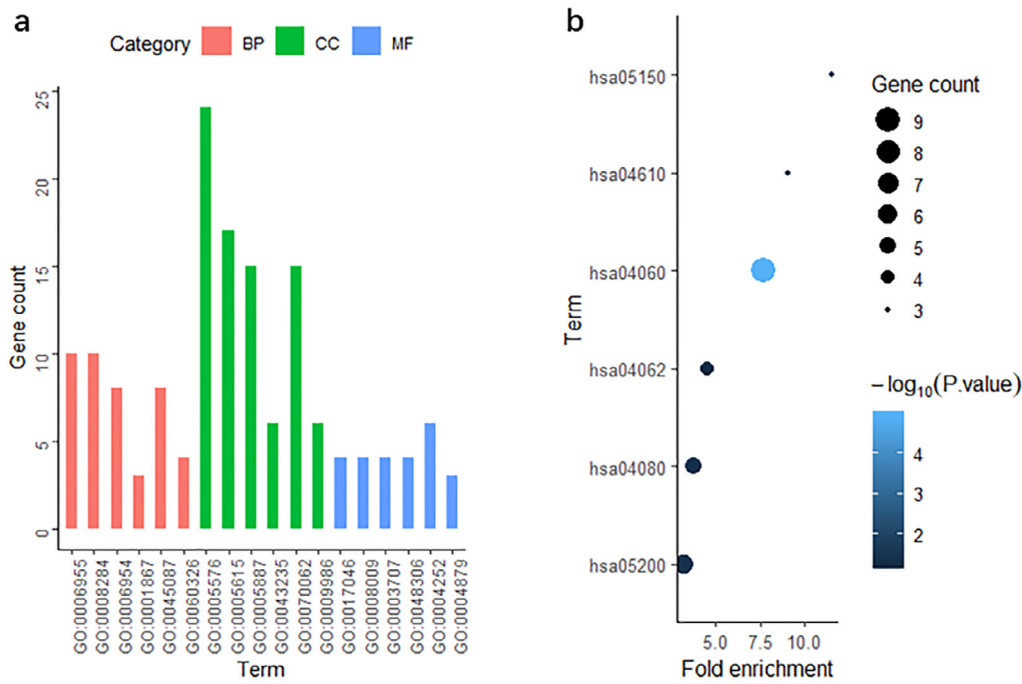 a
Category BP CC MF
Gene count
25
20
15
10
5
0
GO:0006955
GO:0008284
GO:0006954
GO:0001867
GO:0045087
GO:0060326
GO:0005576
GO:0005615
GO:0005887
GO:0043235
GO:0070062
GO:0009986
GO:0017046
GO:0008009
GO:0003707
GO:0048306
GO:0004252
GO:0004879
Term
b
Term
hsa05150
hsa04610
hsa04060
hsa04062
hsa04080
hsa05200
5.0 7.5 10.0
Fold enrichment
Gene count
9
8
7
6
5
4
3
−log10(P.value)
4
3
2